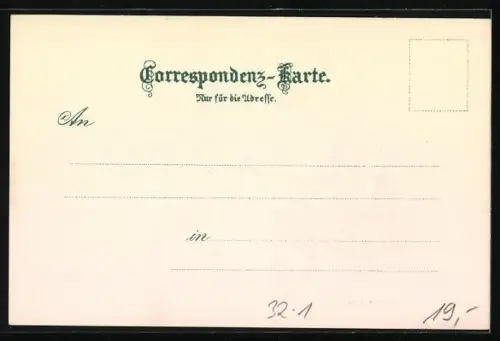 Correspondenz-Karte.
Nur für die Adresse.
An
in
32-1
19,-